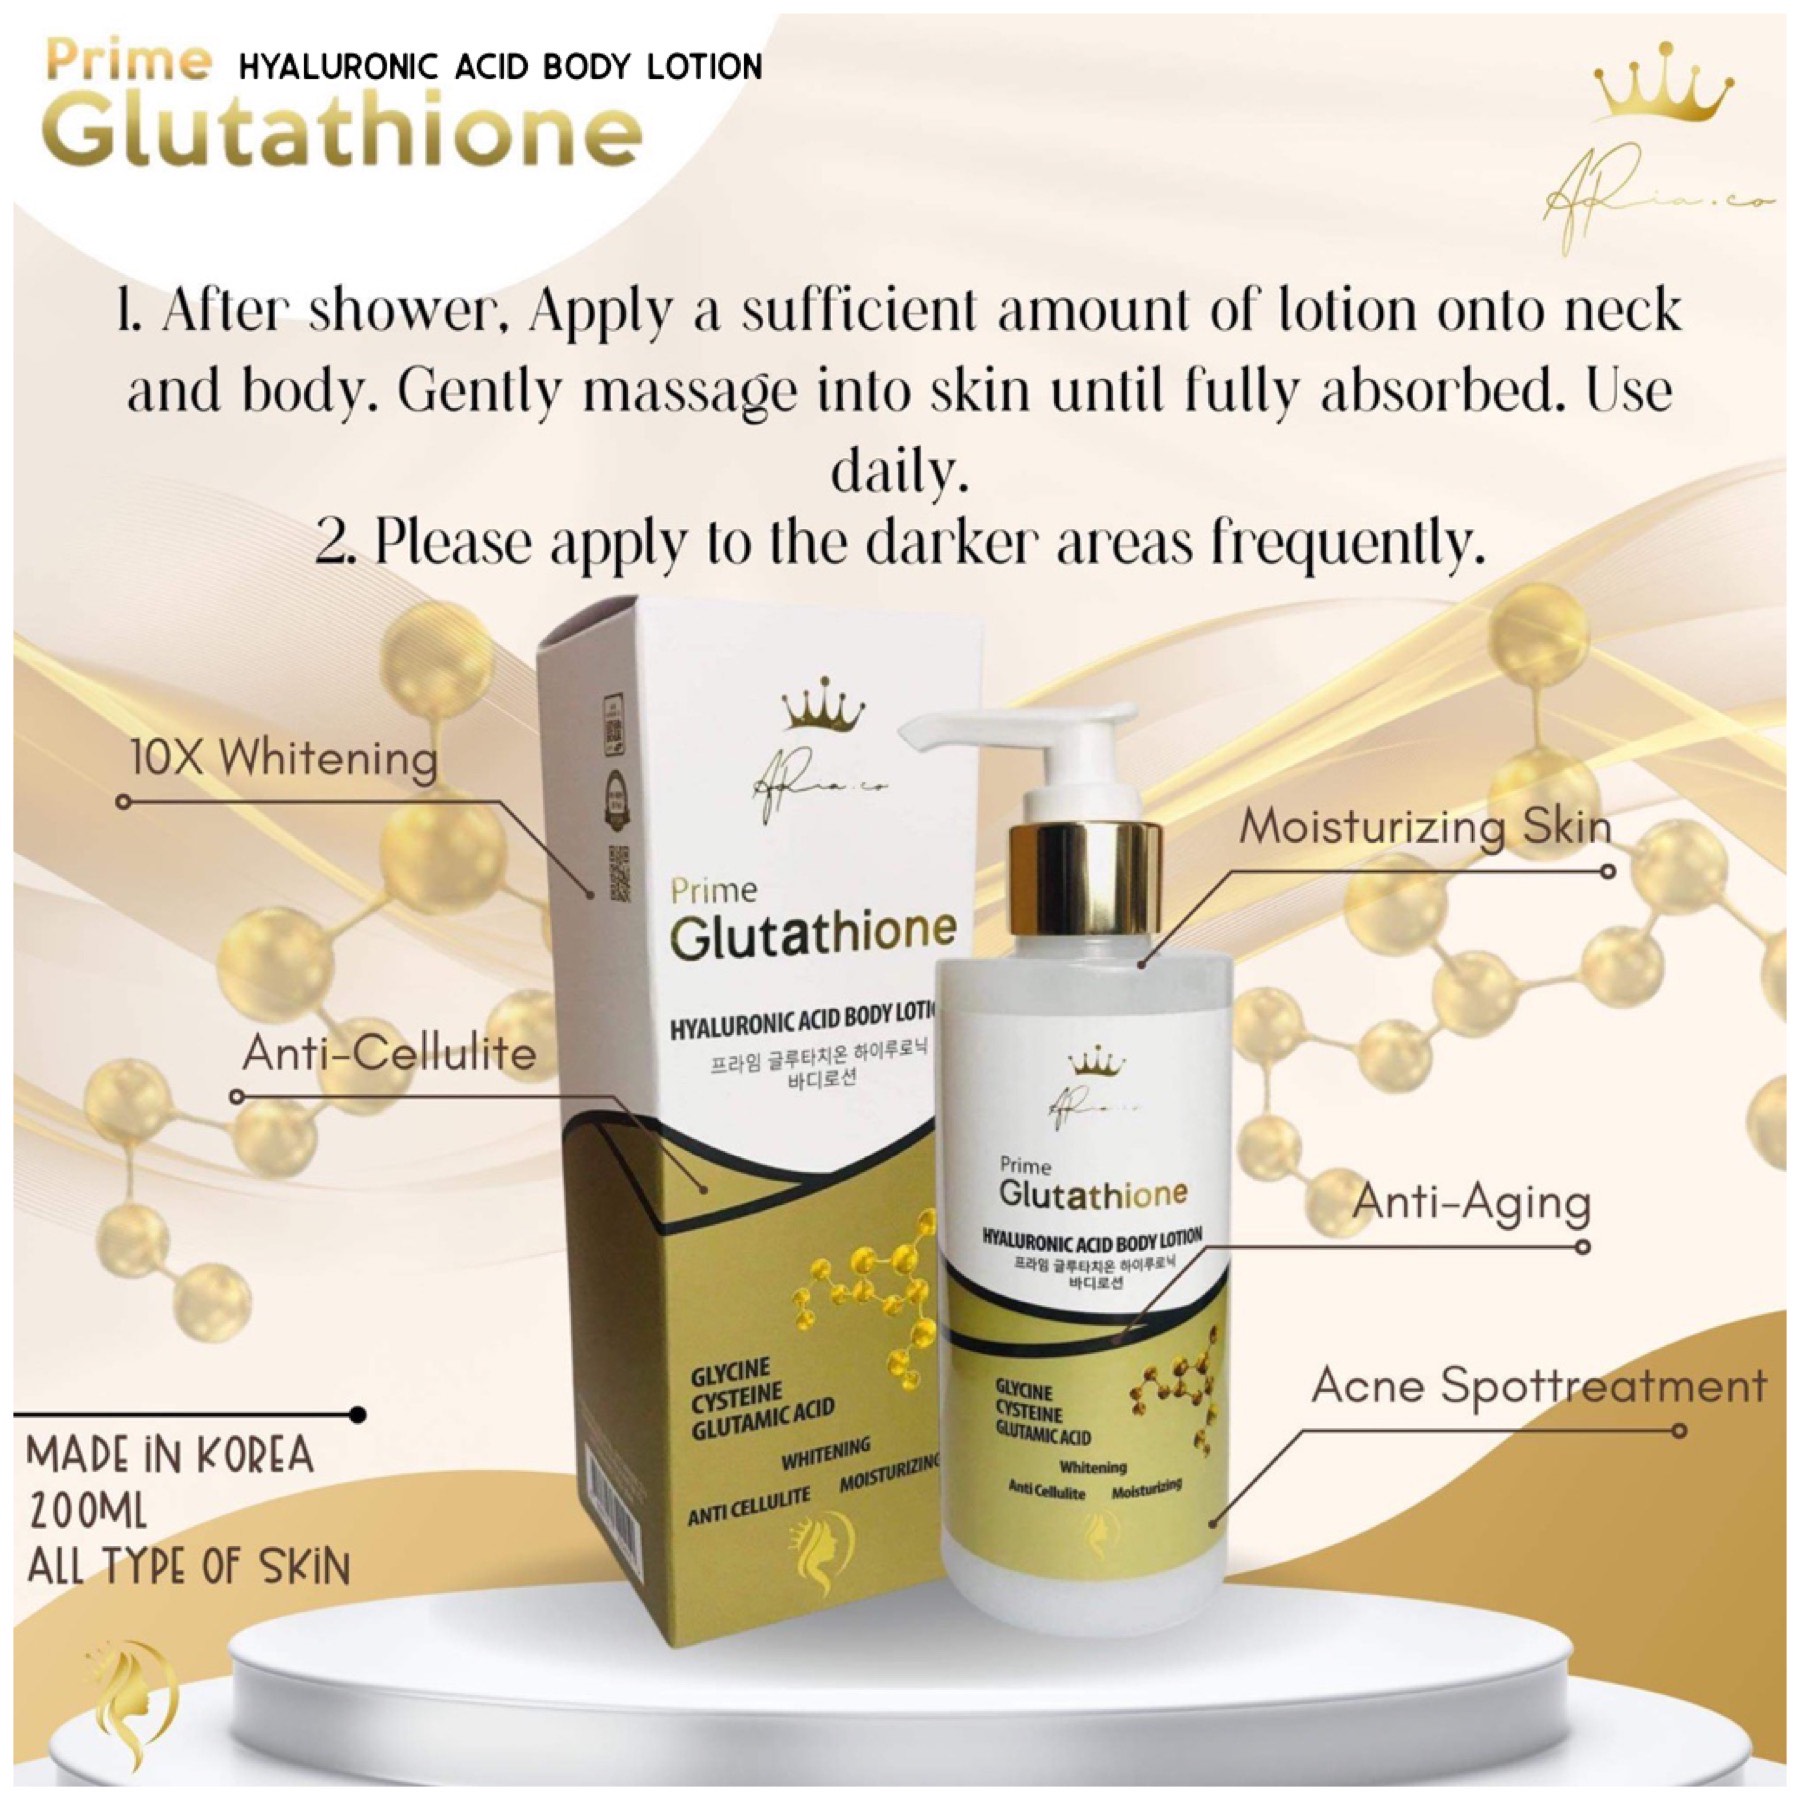 Prime HYALURONIC ACID BODY LOTION
Glutathione
ARia.co
1. After shower, Apply a sufficient amount of lotion onto neck
and body. Gently massage into skin until fully absorbed. Use
daily.
2. Please apply to the darker areas frequently.
10X Whitening
Anti-Cellulite
Moisturizing Skin
Anti-Aging
Acne Spottreatment
ARia.co
Prime
Glutathione
HYALURONIC ACID BODY
프라임 글루타치온 하이루로닉
바디로션
GLYCINE
CYSTEINE
GLUTAMIC ACID
WHITENING
ANTI CELLULITE MOISTURIZING
Prime
Glutathione
HYALURONIC ACID BODY LOTION
프라임 글루타치온 하이루로닉
바디로션
GLYCINE
CYSTEINE
GLUTAMIC ACID
Whitening
Anti Cellulite Moisturizing
MADE IN KOREA
200ML
ALL TYPE OF SKIN